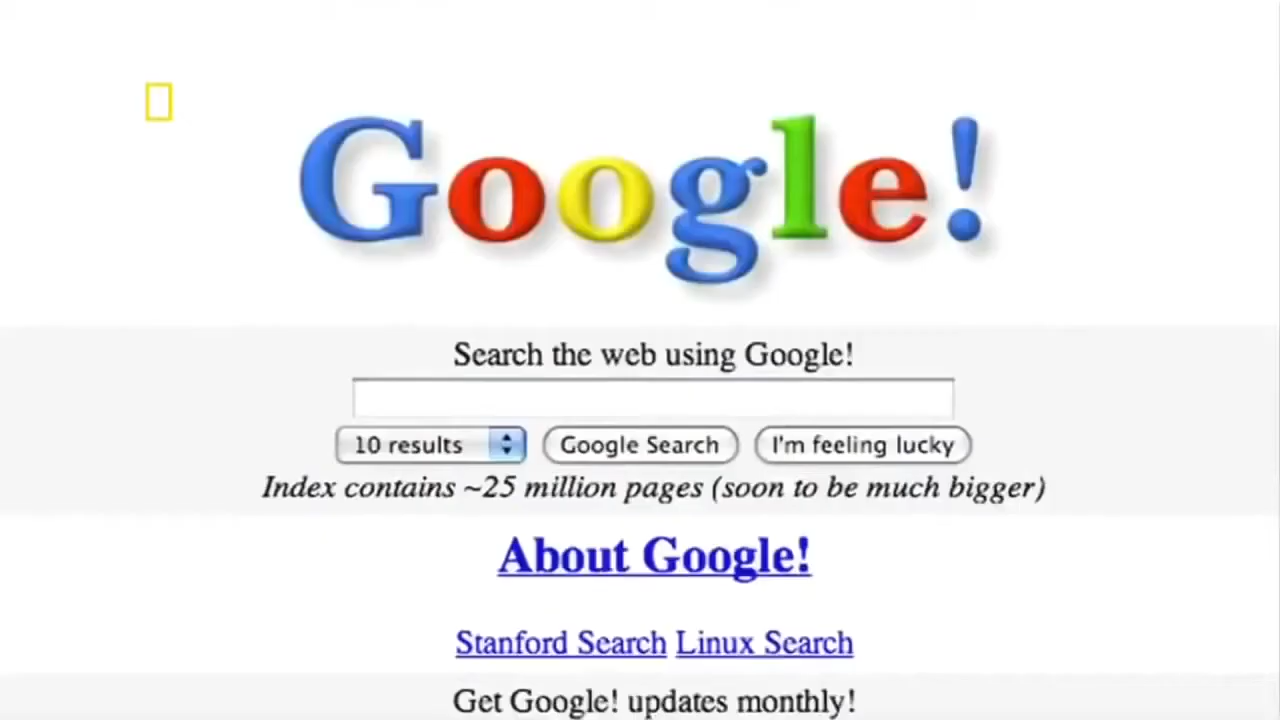 Google!
Search the web using Google!
10 results Google Search I'm feeling lucky
Index contains ~25 million pages (soon to be much bigger)
About Google!
Stanford Search Linux Search
Get Google! updates monthly!